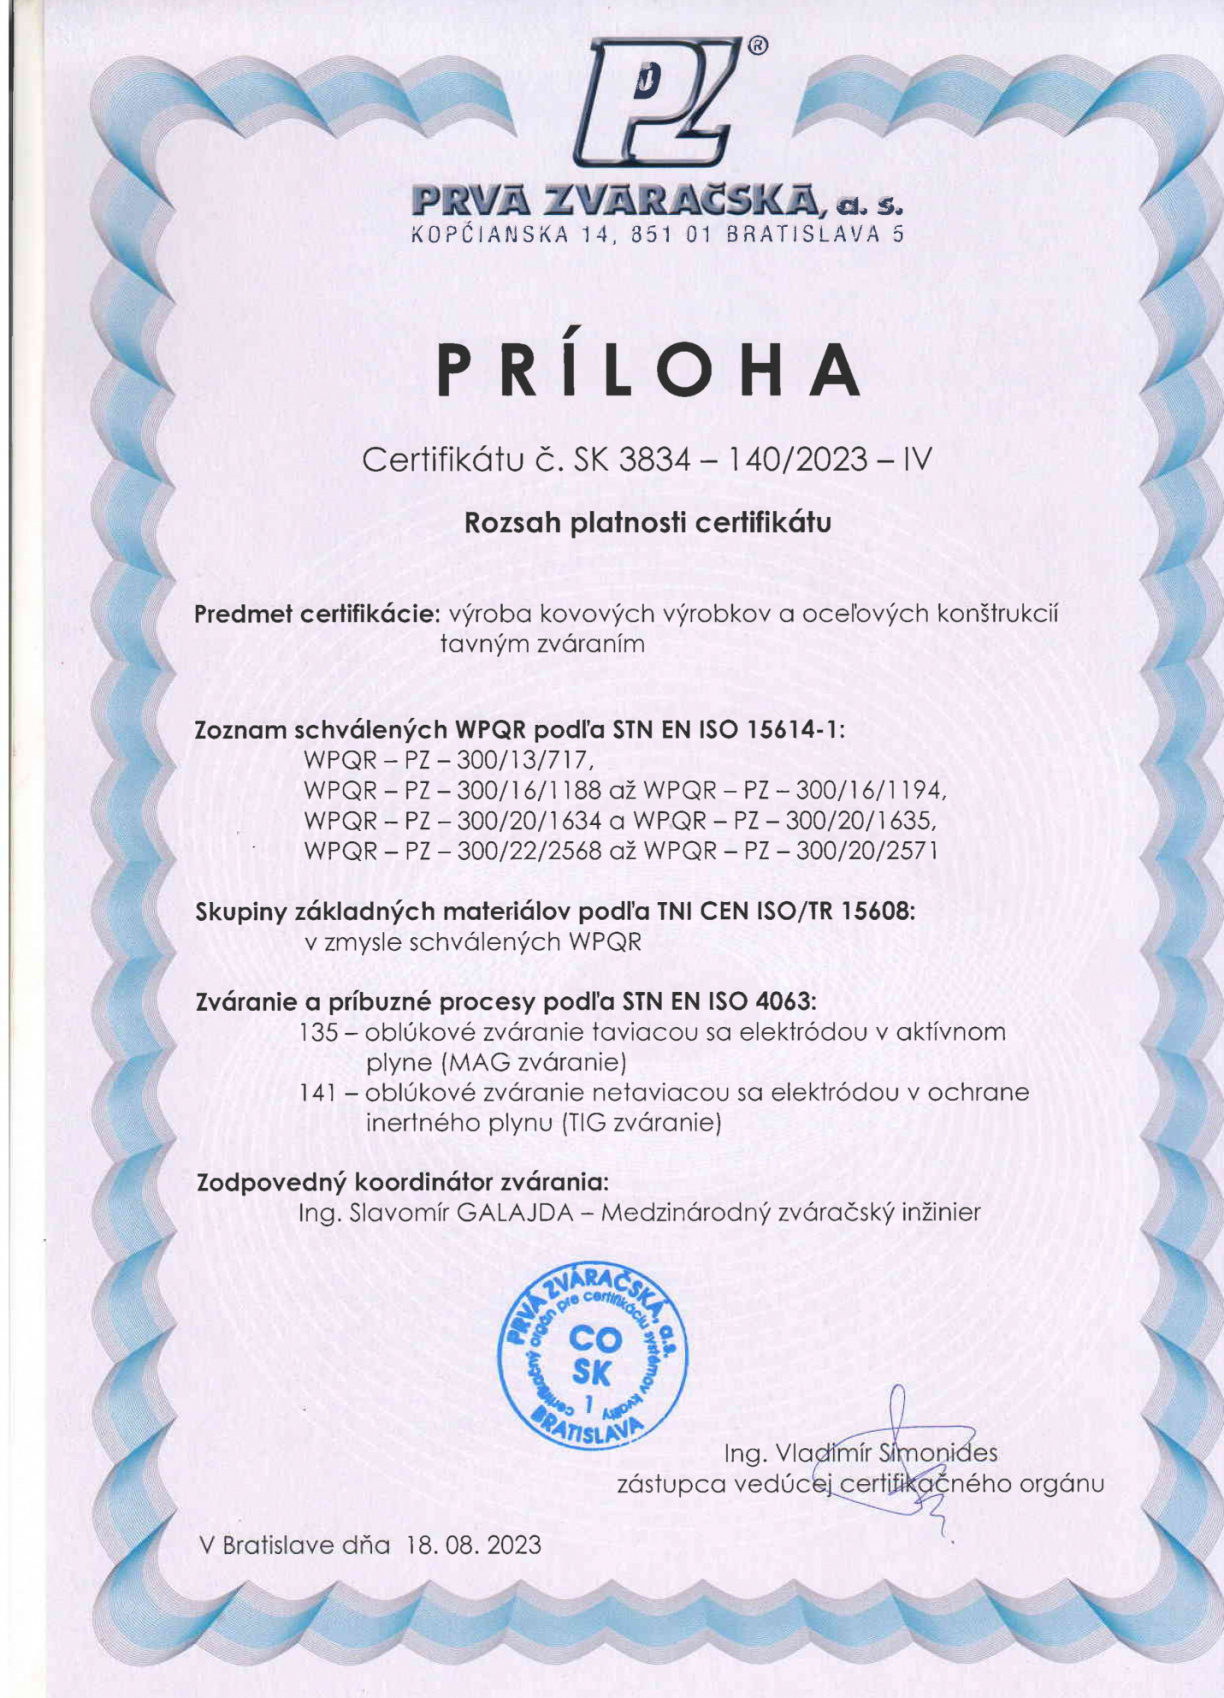 PZ ®
PRVÁ ZVÁRAČSKÁ, a. s.
KOPČIANSKA 14, 851 01 BRATISLAVA 5
PRÍLOHA
Certifikátu č. SK 3834 – 140/2023 – IV
Rozsah platnosti certifikátu
Predmet certifikácie: výroba kovových výrobkov a oceľových konštrukcií
tavným zváraním
Zoznam schválených WPQR podľa STN EN ISO 15614-1:
WPQR – PZ – 300/13/717,
WPQR – PZ – 300/16/1188 až WPQR – PZ – 300/16/1194,
WPQR – PZ – 300/20/1634 a WPQR – PZ – 300/20/1635,
WPQR – PZ – 300/22/2568 až WPQR – PZ – 300/20/2571
Skupiny základných materiálov podľa TNI CEN ISO/TR 15608:
v zmysle schválených WPQR
Zváranie a príbuzné procesy podľa STN EN ISO 4063:
135 – oblúkové zváranie taviacou sa elektródou v aktívnom
plyne (MAG zváranie)
141 – oblúkové zváranie netaviacou sa elektródou v ochrane
inertného plynu (TIG zváranie)
Zodpovedný koordinátor zvárania:
Ing. Slavomír GALAJDA – Medzinárodný zváračský inžinier
PRVÁ ZVÁRAČSKÁ, a.s.
certifikačný orgán pre certifikáciu systémov kvality
CO
SK
1
BRATISLAVA
Ing. Vladimír Simonides
zástupca vedúcej certifikačného orgánu
V Bratislave dňa 18. 08. 2023